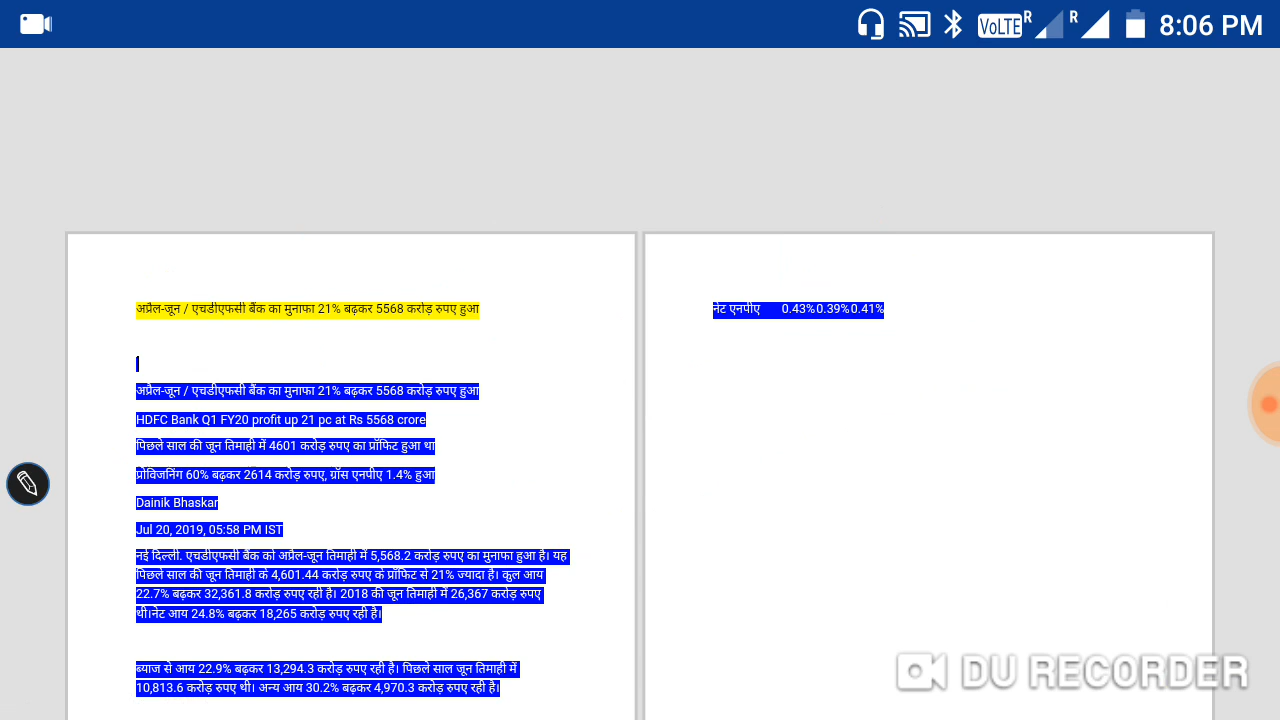 VoLTE R R 8:06 PM
अप्रैल-जून / एचडीएफसी बैंक का मुनाफा 21% बढ़कर 5568 करोड़ रुपए हुआ
अप्रैल-जून / एचडीएफसी बैंक का मुनाफा 21% बढ़कर 5568 करोड़ रुपए हुआ
HDFC Bank Q1 FY20 profit up 21 pc at Rs 5568 crore
पिछले साल की जून तिमाही में 4601 करोड़ रुपए का प्रॉफिट हुआ था
प्रोविजनिंग 60% बढ़कर 2614 करोड़ रुपए, ग्रॉस एनपीए 1.4% हुआ
Dainik Bhaskar
Jul 20, 2019, 05:58 PM IST
नई दिल्ली. एचडीएफसी बैंक को अप्रैल-जून तिमाही में 5,568.2 करोड़ रुपए का मुनाफा हुआ है। यह
पिछले साल की जून तिमाही के 4,601.44 करोड़ रुपए के प्रॉफिट से 21% ज्यादा है। कुल आय
22.7% बढ़कर 32,361.8 करोड़ रुपए रही है। 2018 की जून तिमाही में 26,367 करोड़ रुपए
थी।नेट आय 24.8% बढ़कर 18,265 करोड़ रुपए रही है।
ब्याज से आय 22.9% बढ़कर 13,294.3 करोड़ रुपए रही है। पिछले साल जून तिमाही में
10,813.6 करोड़ रुपए थी। अन्य आय 30.2% बढ़कर 4,970.3 करोड़ रुपए रही है।
नेट एनपीए 0.43%0.39%0.41%
DU RECORDER